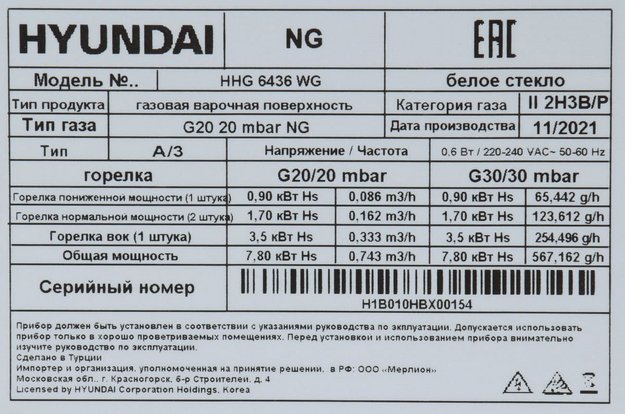 HYUNDAI NG EAC
Модель №.. HHG 6436 WG белое стекло
Тип продукта газовая варочная поверхность Категория газа II 2H3B/P
Тип газа G20 20 mbar NG Дата производства 11/2021
Тип A/3 Напряжение / Частота 0,6 Вт / 220-240 VAC~ 50-60 Hz
горелка G20/20 mbar G30/30 mbar
Горелка пониженной мощности (1 штука) 0,90 кВт Hs 0,086 m3/h 0,90 кВт Hs 65,442 g/h
Горелка нормальной мощности (2 штука) 1,70 кВт Hs 0,162 m3/h 1,70 кВт Hs 123,612 g/h
Горелка вок (1 штука) 3,5 кВт Hs 0,333 m3/h 3,5 кВт Hs 254,496 g/h
Общая мощность 7,80 кВт Hs 0,743 m3/h 7,80 кВт Hs 567,162 g/h
Серийный номер
H1B010HBX00154
Прибор должен быть установлен в соответствии с указаниями руководства по эксплуатации. Допускается использовать
прибор только в хорошо проветриваемых помещениях. Перед установкой и использованием прибора внимательно
изучите руководство по эксплуатации.
Сделано в Турции
Импортер и организация, уполномоченная на принятие решении, в РФ: ООО «Мерлион»
Московская обл., г. Красногорск, б-р Строителеи, д. 4
Licensed by HYUNDAI Corporation Holdings, Korea